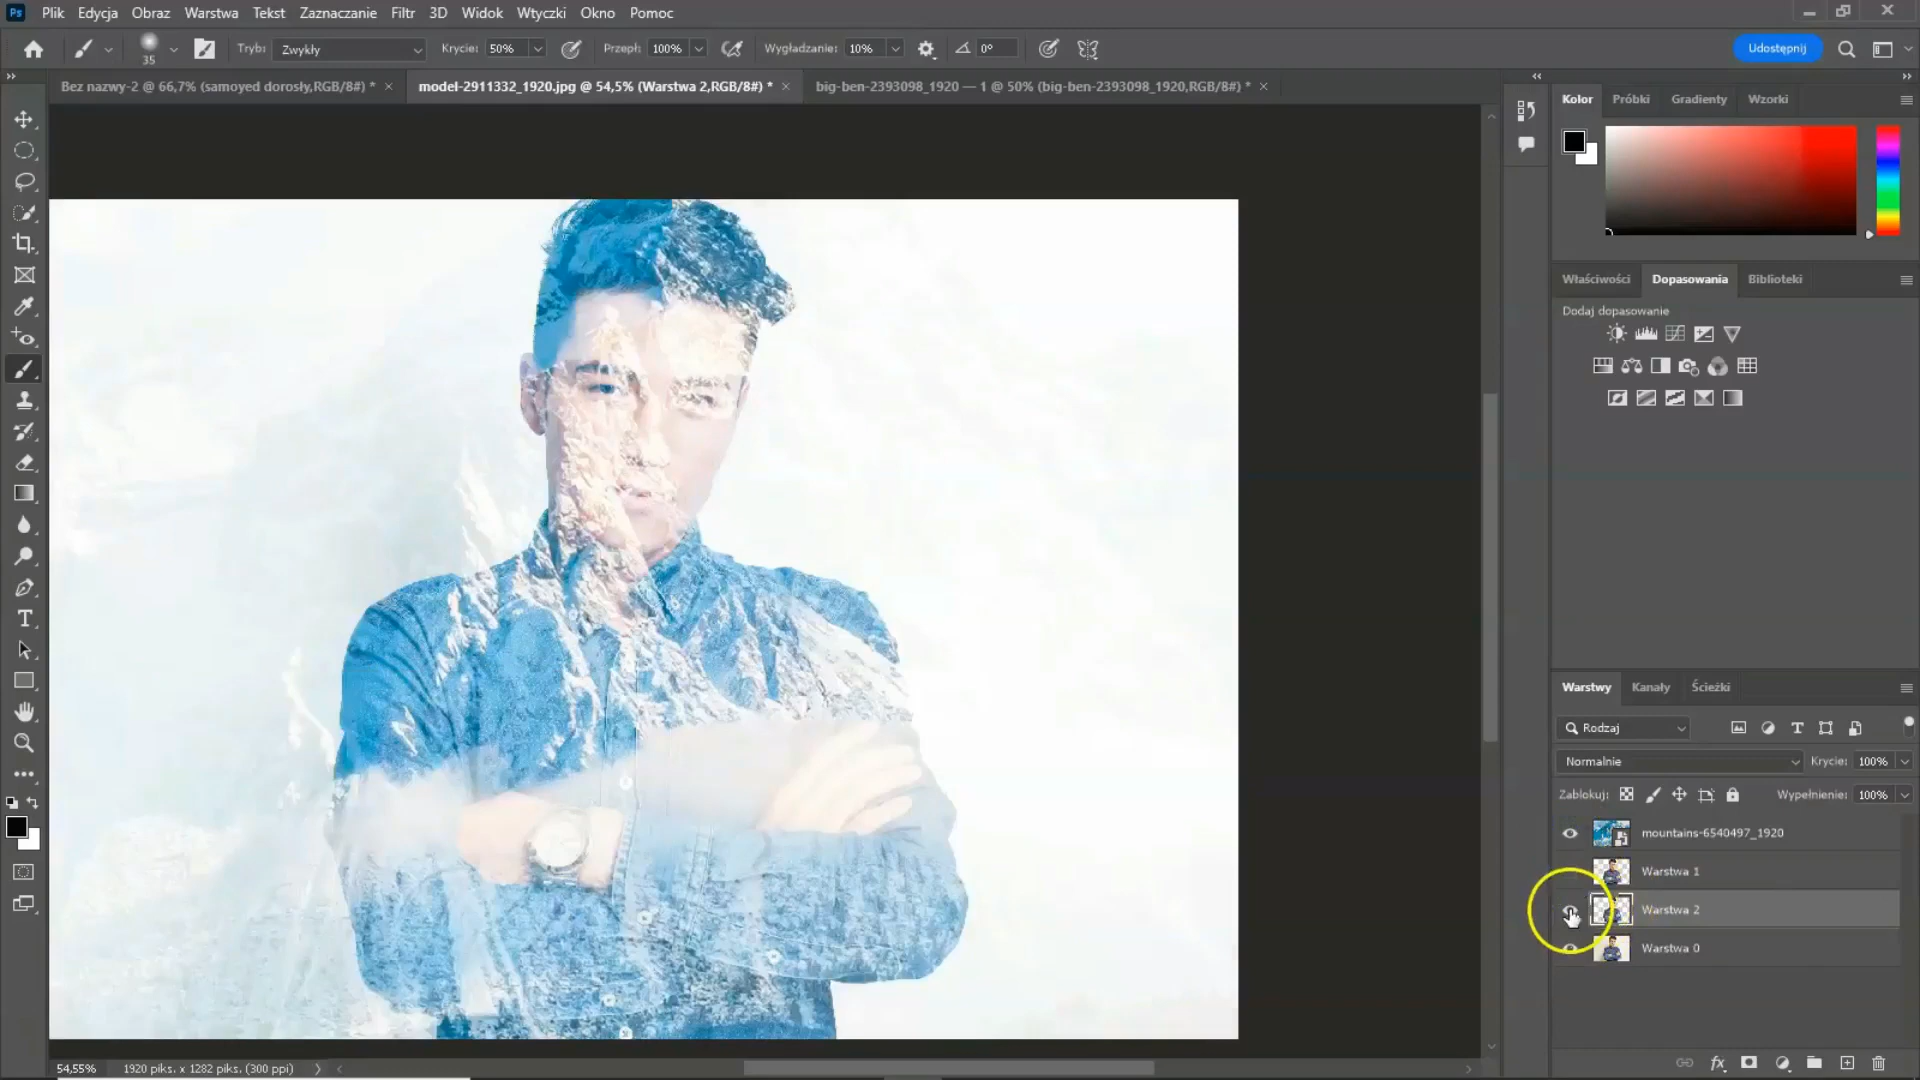 Ps Plik Edycja Obraz Warstwa Tekst Zaznaczanie Filtr 3D Widok Wtyczki Okno Pomoc
35 Tryb: Zwykły Krycie: 50% Przepł: 100% Wygładzanie: 10% 0° Udostępnij
Bez nazwy-2 @ 66,7% (samoyed dorosły,RGB/8#) * × model-2911332_1920.jpg @ 54,5% (Warstwa 2,RGB/8#) * × big-ben-2393098_1920 — 1 @ 50% (big-ben-2393098_1920,RGB/8#) * ×
Kolor Próbki Gradienty Wzorki
Właściwości Dopasowania Biblioteki
Dodaj dopasowanie
Warstwy Kanały Ścieżki
Rodzaj
Normalnie Krycie: 100%
Zablokuj: Wypełnienie: 100%
mountains-6540497_1920
Warstwa 1
Warstwa 2
Warstwa 0
fx
54,55% 1920 piks. x 1282 piks. (300 ppi)